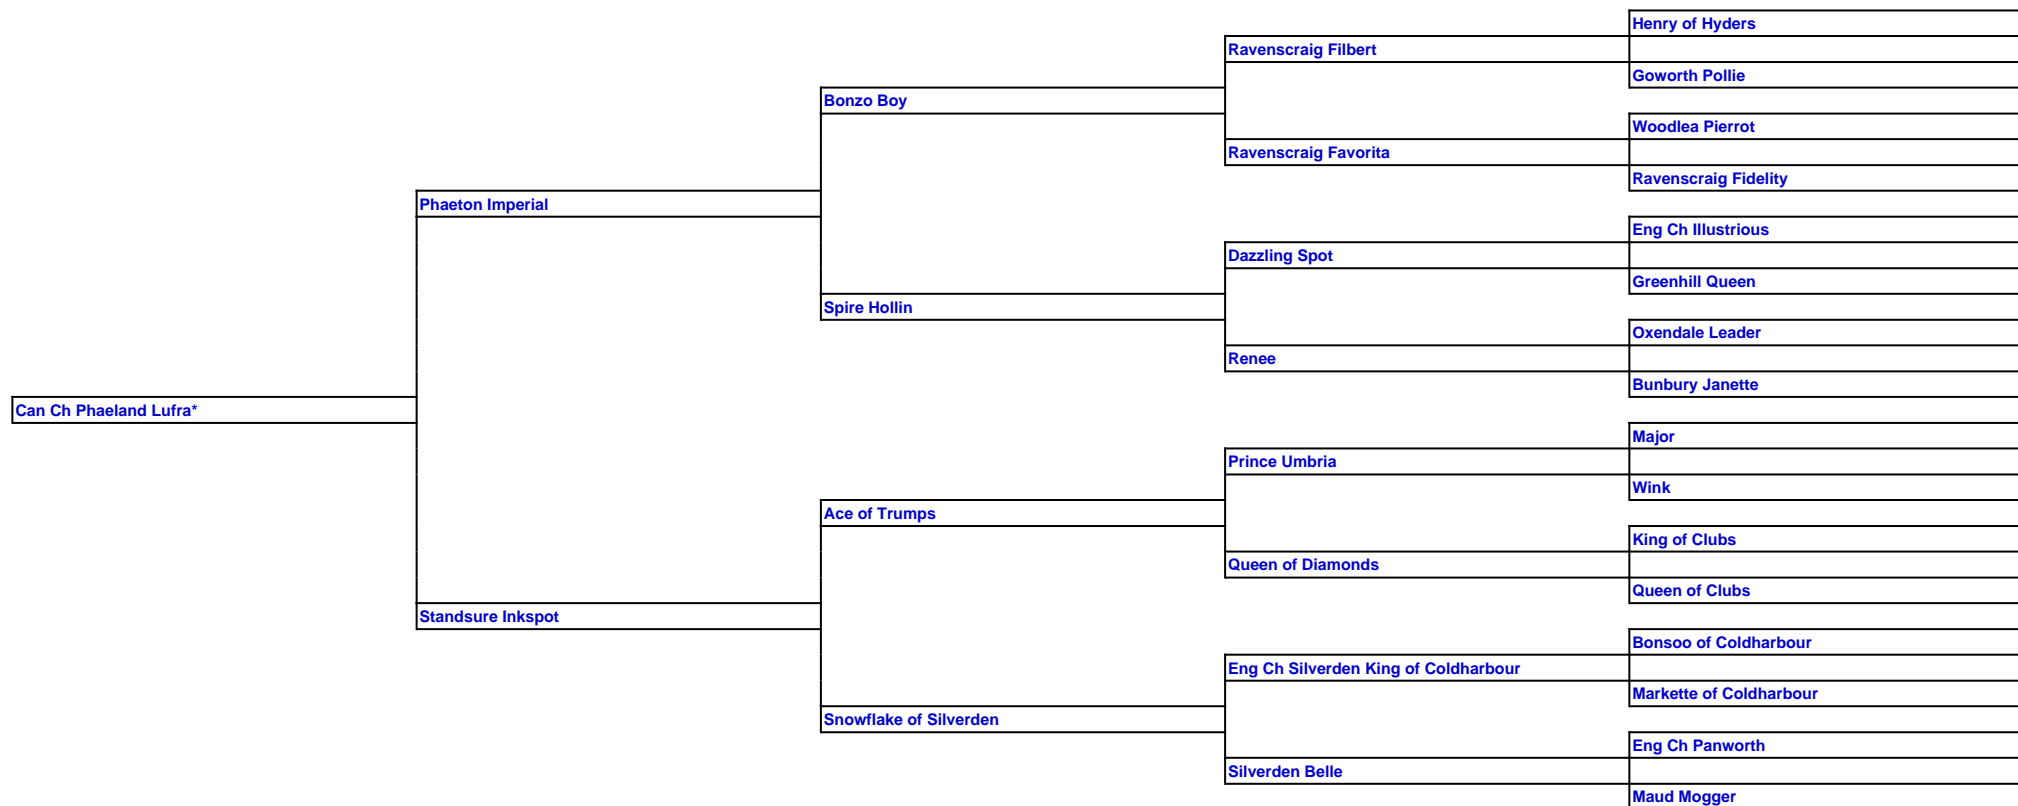 Henry of Hyders
Ravenscraig Filbert
Goworth Pollie
Bonzo Boy
Woodlea Pierrot
Ravenscraig Favorita
Ravenscraig Fidelity
Phaeton Imperial
Eng Ch Illustrious
Dazzling Spot
Greenhill Queen
Spire Hollin
Oxendale Leader
Renee
Bunbury Janette
Can Ch Phaeland Lufra*
Major
Prince Umbria
Wink
Ace of Trumps
King of Clubs
Queen of Diamonds
Queen of Clubs
Standsure Inkspot
Bonsoo of Coldharbour
Eng Ch Silverden King of Coldharbour
Markette of Coldharbour
Snowflake of Silverden
Eng Ch Panworth
Silverden Belle
Maud Mogger